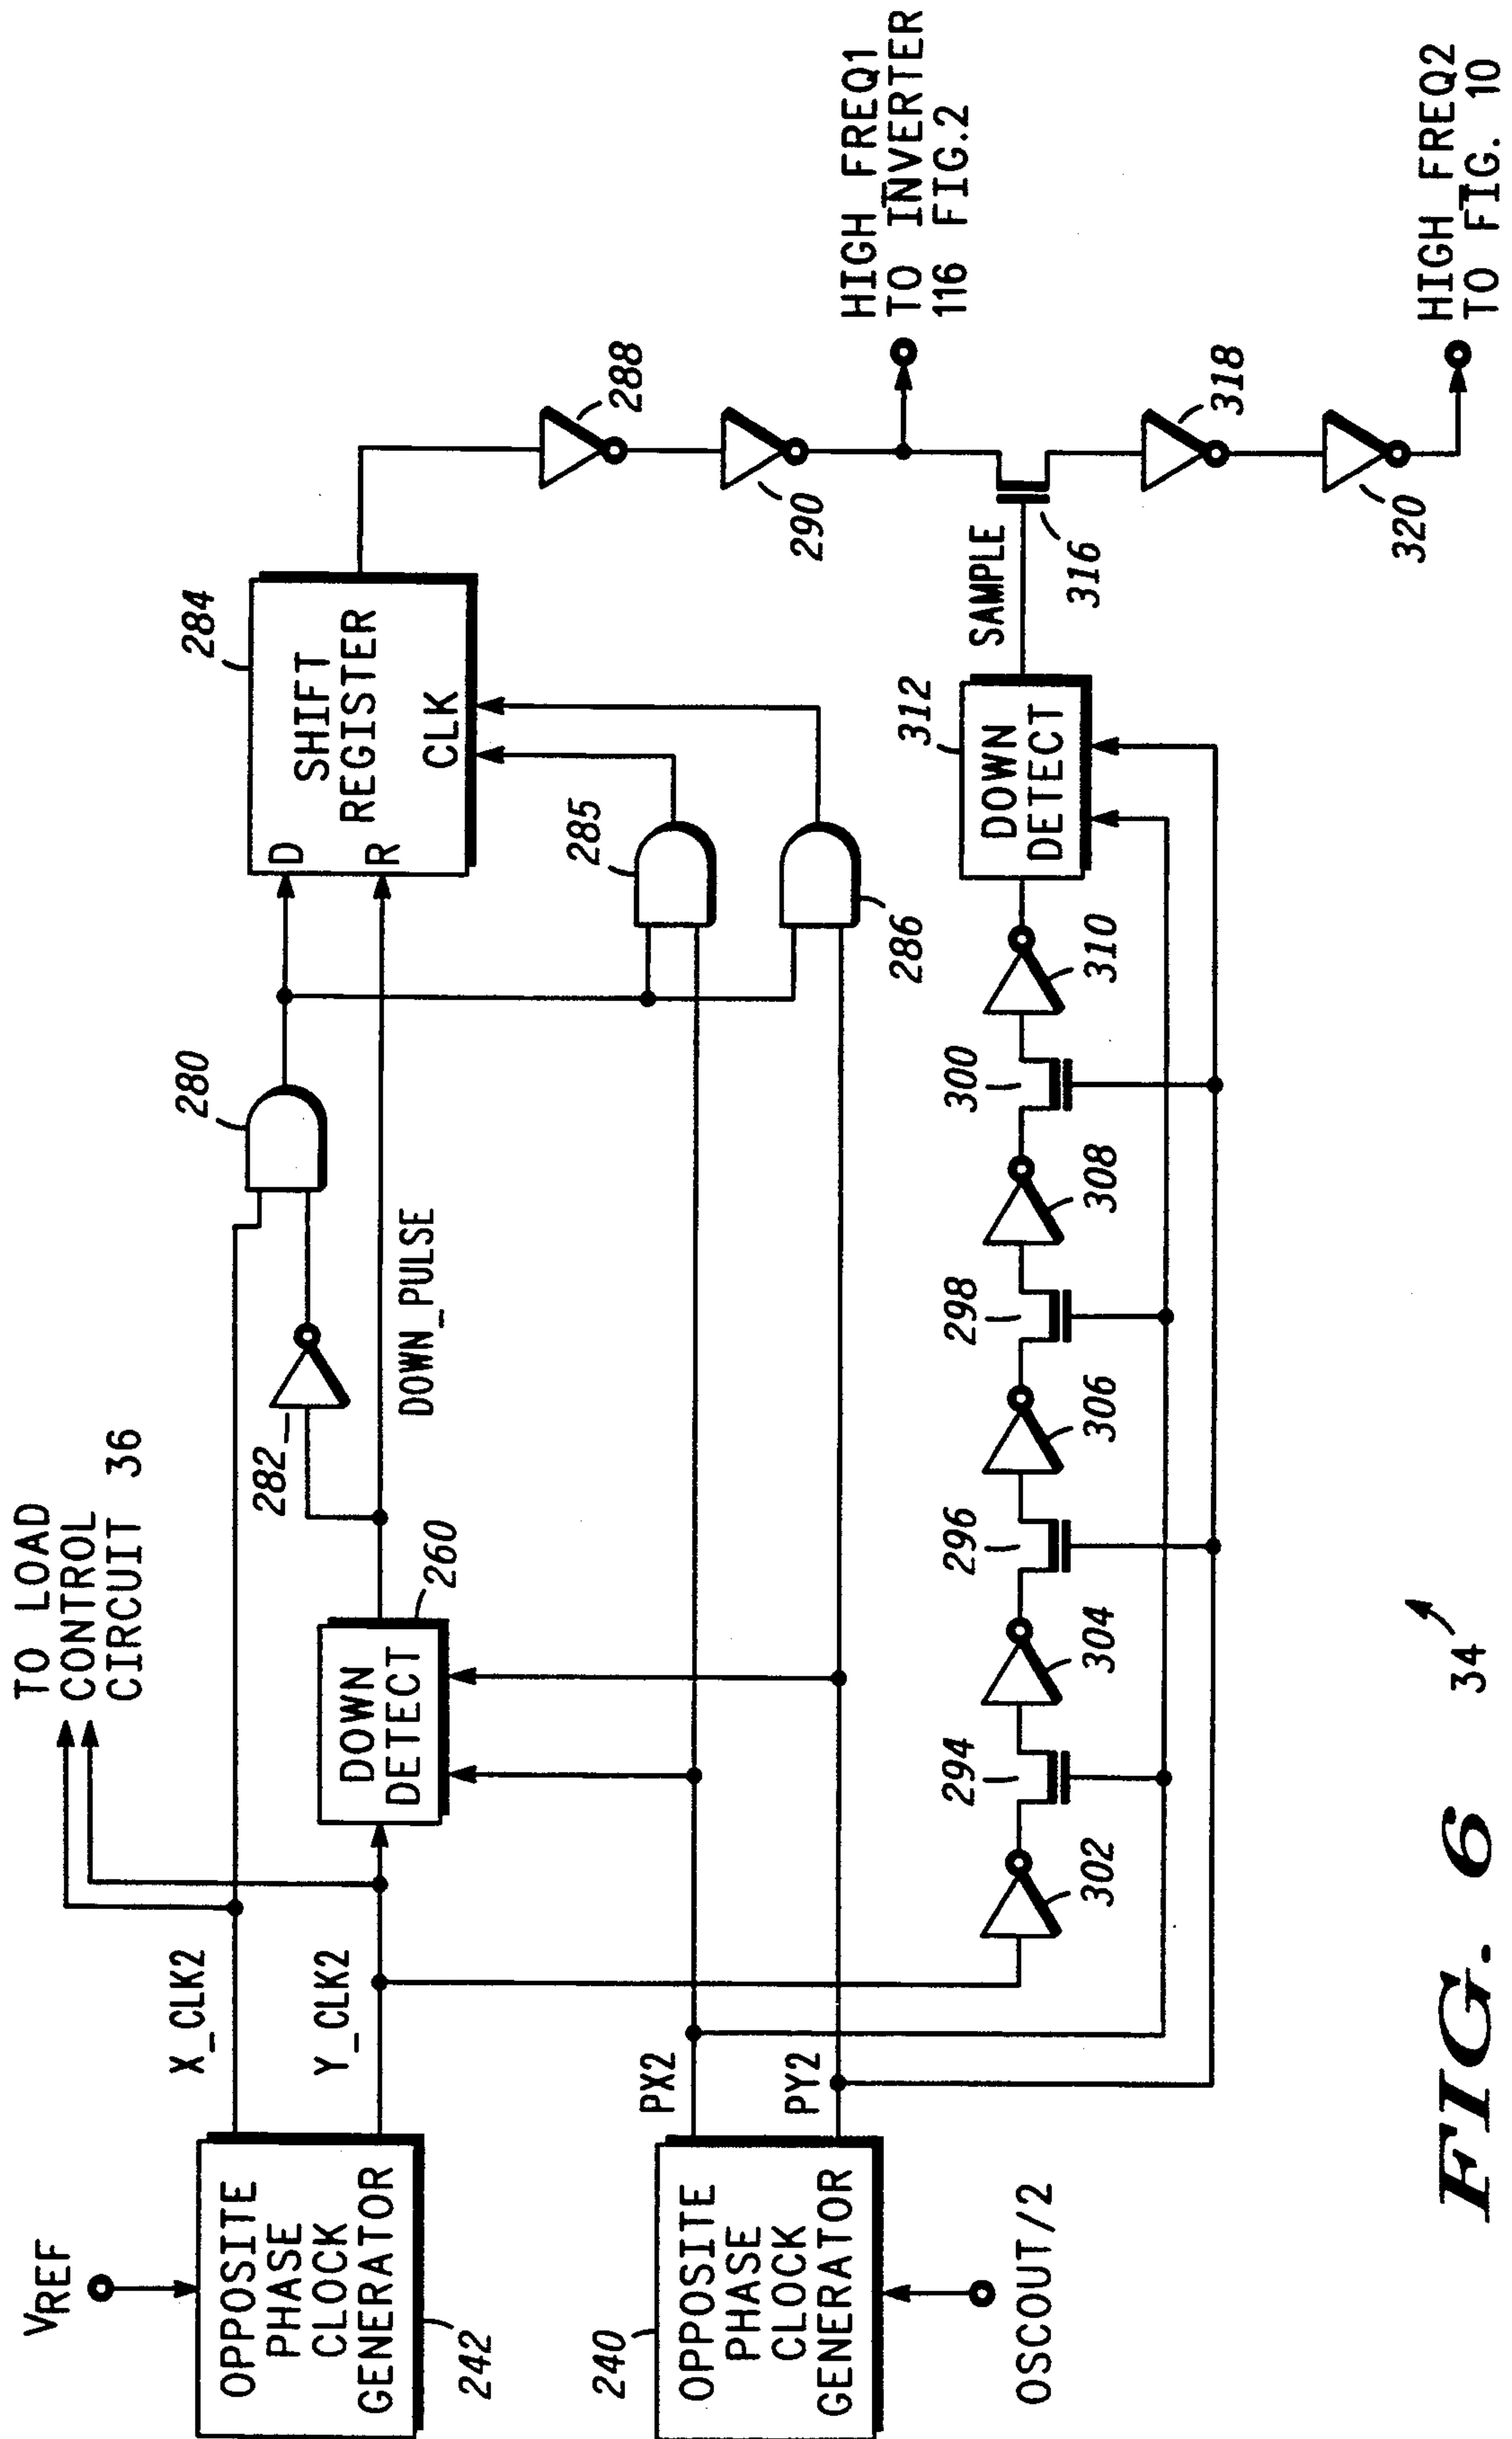 TO LOAD
CONTROL
CIRCUIT 36
VREF
OPPOSITE
PHASE
CLOCK
GENERATOR
242
X_CLK2
Y_CLK2
DOWN
DETECT
260
282
DOWN_PULSE
280
284
D
R
SHIFT
REGISTER
CLK
285
286
288
290
HIGH_FREQ1
TO INVERTER
116 FIG.2
240
OPPOSITE
PHASE
CLOCK
GENERATOR
OSCOUT/2
PX2
PY2
302
294
304
296
306
298
308
300
310
312
DOWN
DETECT
SAMPLE
316
318
320
HIGH_FREQ2
TO FIG. 10
FIG. 6
34